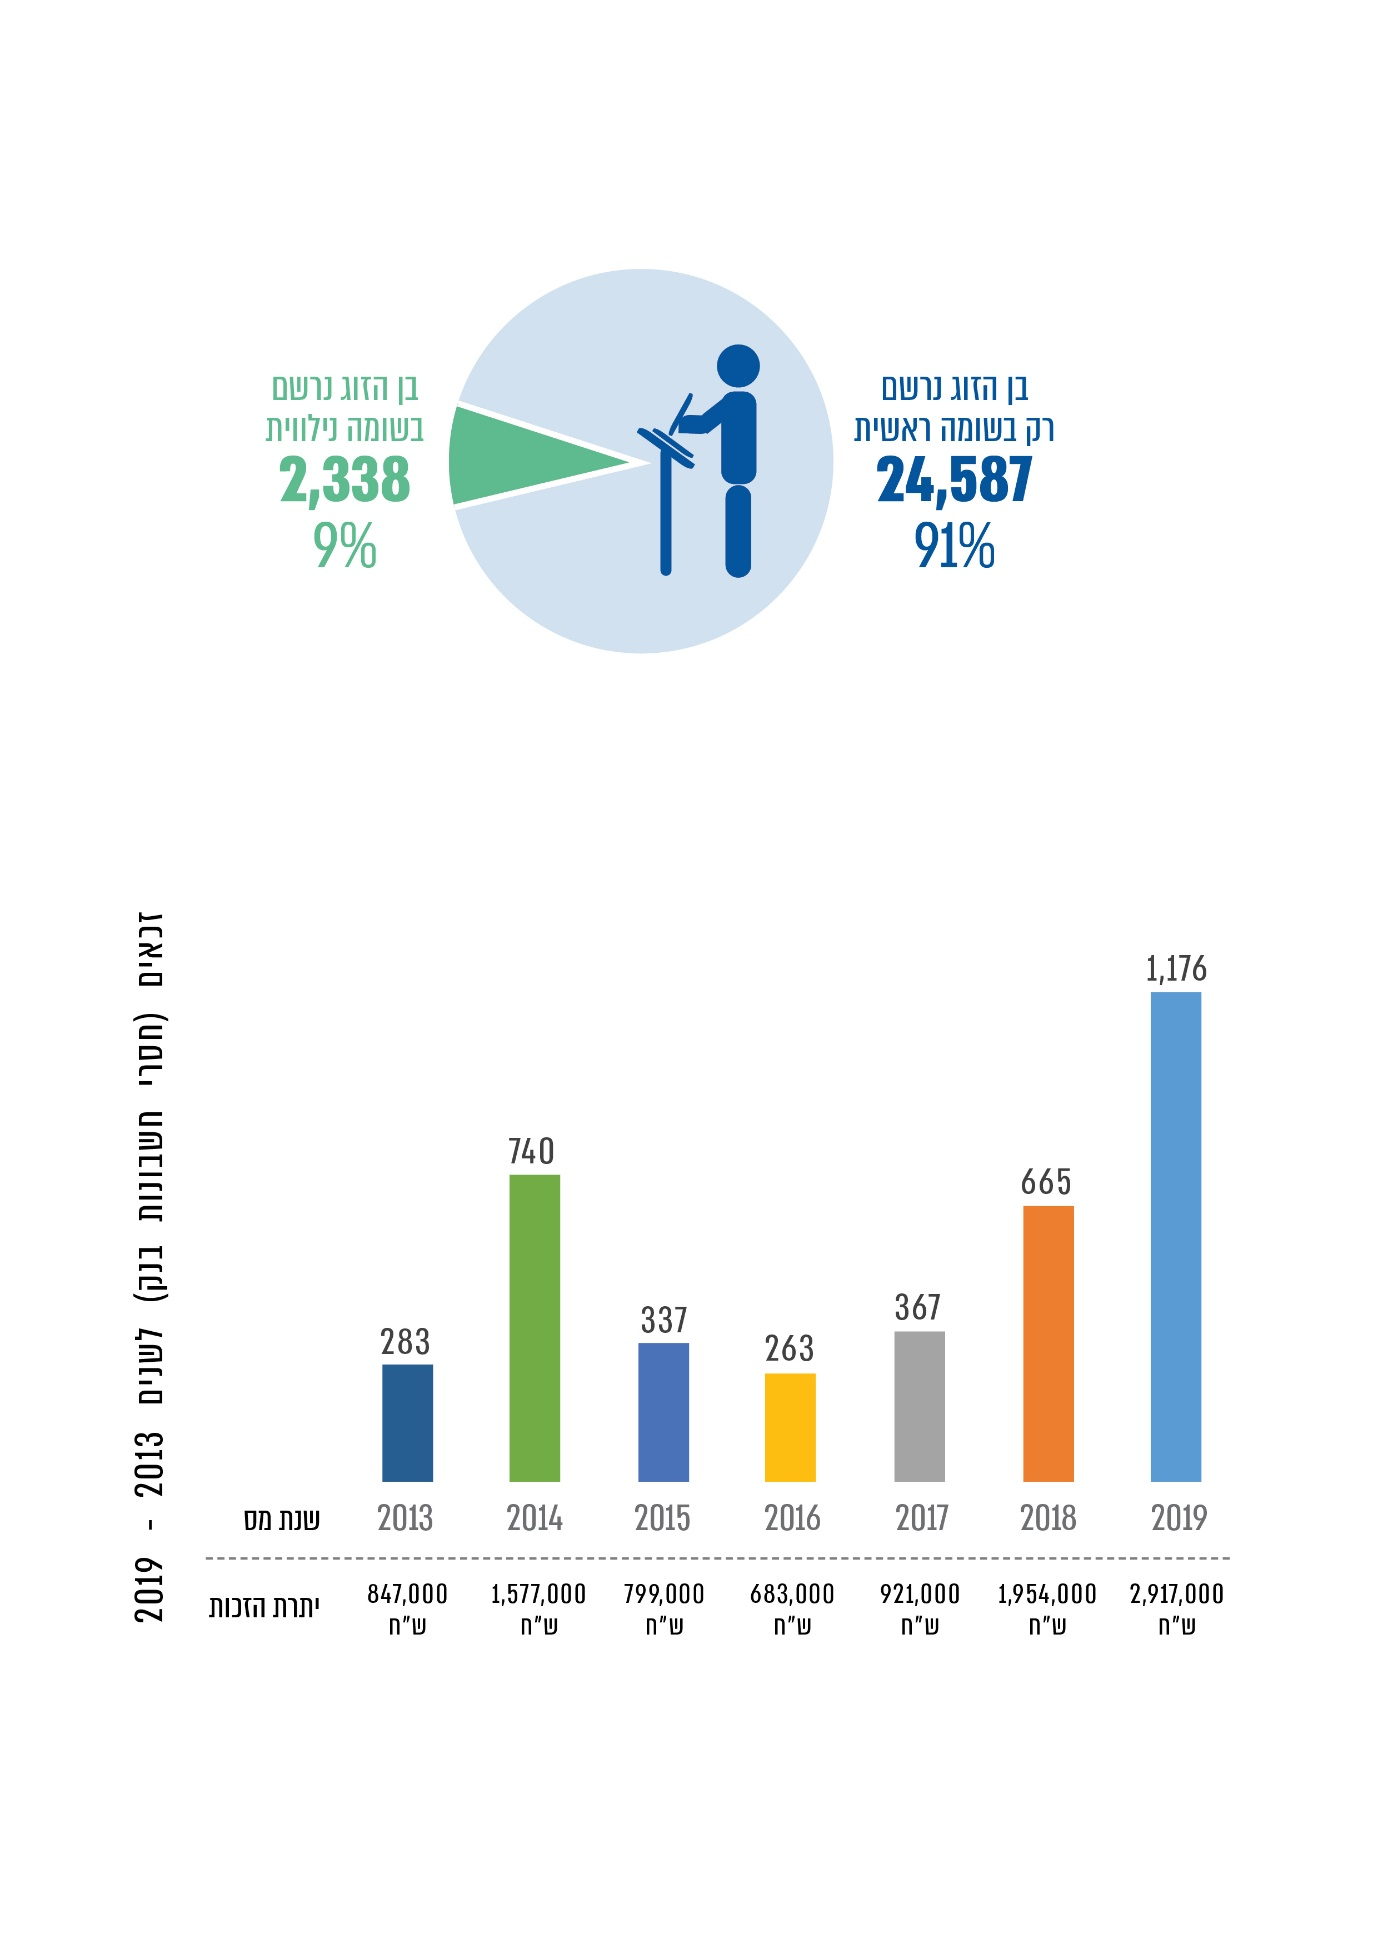 בן הזוג נרשם
רק בשומה ראשית
24,587
91%
בן הזוג נרשם
בשומה נילווית
2,338
9%
זכאים (חסרי חשבונות בנק) לשנים 2013 - 2019
283
740
337
263
367
665
1,176
שנת מס 2013 2014 2015 2016 2017 2018 2019
יתרת הזכות 847,000 1,577,000 799,000 683,000 921,000 1,954,000 2,917,000
ש"ח ש"ח ש"ח ש"ח ש"ח ש"ח ש"ח